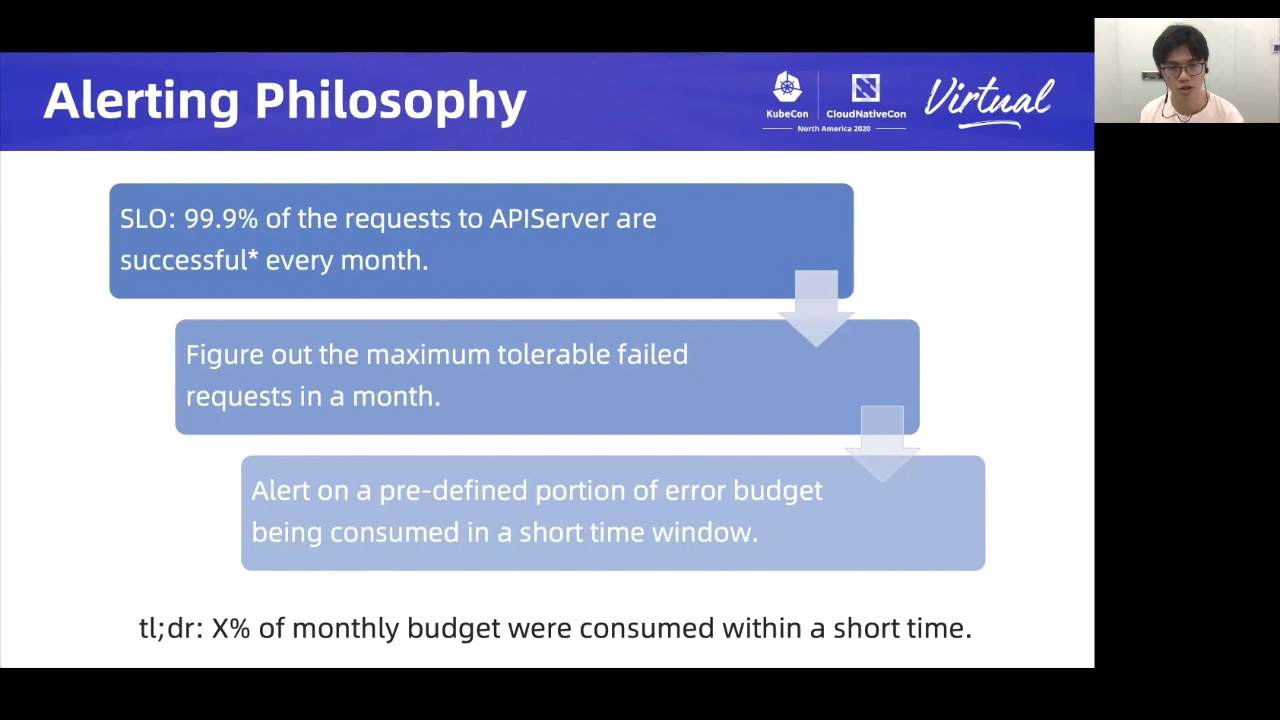 Alerting Philosophy
KubeCon
CloudNativeCon
North America 2020
Virtual
SLO: 99.9% of the requests to APIServer are
successful* every month.
Figure out the maximum tolerable failed
requests in a month.
Alert on a pre-defined portion of error budget
being consumed in a short time window.
tl;dr: X% of monthly budget were consumed within a short time.